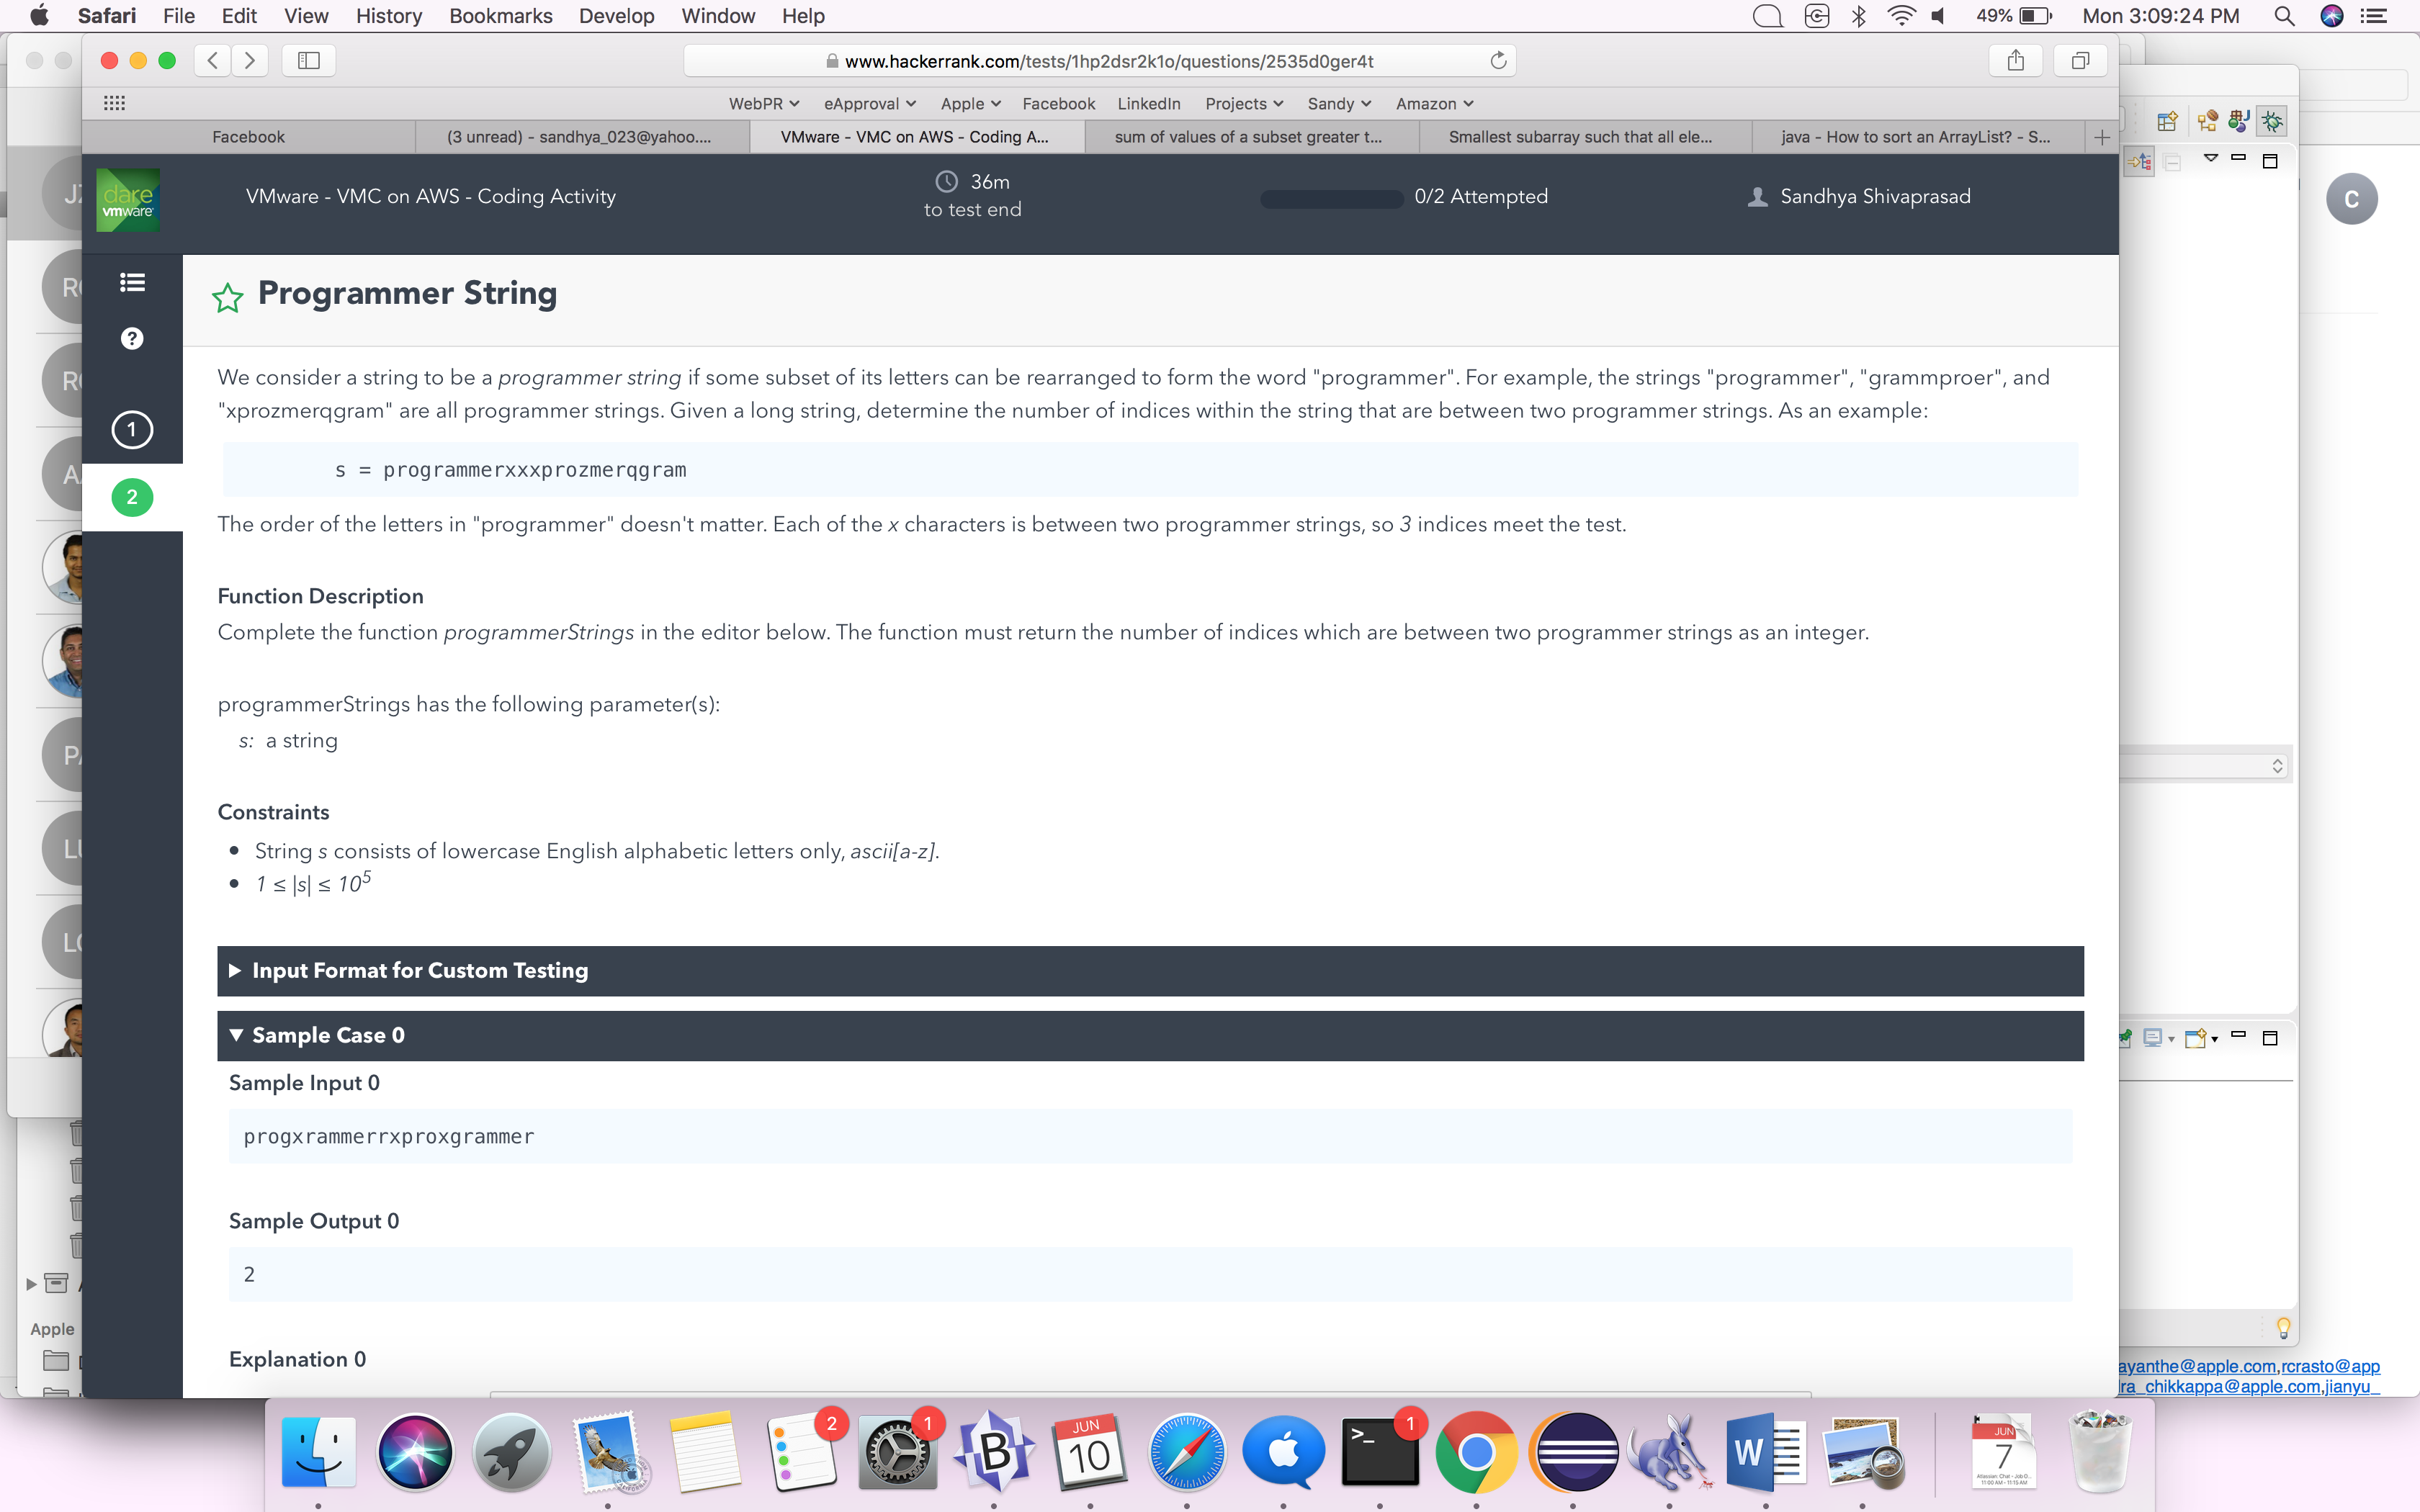 Safari File Edit View History Bookmarks Develop Window Help 49% Mon 3:09:24 PM
www.hackerrank.com/tests/1hp2dsr2k1o/questions/2535d0ger4t
WebPR eApproval Apple Facebook LinkedIn Projects Sandy Amazon
Facebook (3 unread) - sandhya_023@yahoo.... VMware - VMC on AWS - Coding A... sum of values of a subset greater t... Smallest subarray such that all ele... java - How to sort an ArrayList? - S...
dare
vmware
VMware - VMC on AWS - Coding Activity
36m
to test end
0/2 Attempted
Sandhya Shivaprasad
C
Programmer String
?
1
2
We consider a string to be a programmer string if some subset of its letters can be rearranged to form the word "programmer". For example, the strings "programmer", "grammproer", and
"xprozmerqgram" are all programmer strings. Given a long string, determine the number of indices within the string that are between two programmer strings. As an example:
s = programmerxxxprozmerqgram
The order of the letters in "programmer" doesn't matter. Each of the x characters is between two programmer strings, so 3 indices meet the test.
Function Description
Complete the function programmerStrings in the editor below. The function must return the number of indices which are between two programmer strings as an integer.
programmerStrings has the following parameter(s):
s: a string
Constraints
• String s consists of lowercase English alphabetic letters only, ascii[a-z].
• 1 ≤ |s| ≤ 10⁵
Input Format for Custom Testing
Sample Case 0
Sample Input 0
progxrammerrxproxgrammer
Sample Output 0
2
Explanation 0
Apple
ayanthe@apple.com,rcrasto@app
ra_chikkappa@apple.com,jianyu_
2
1
B
JUN
10
>_
1
W
JUN
7